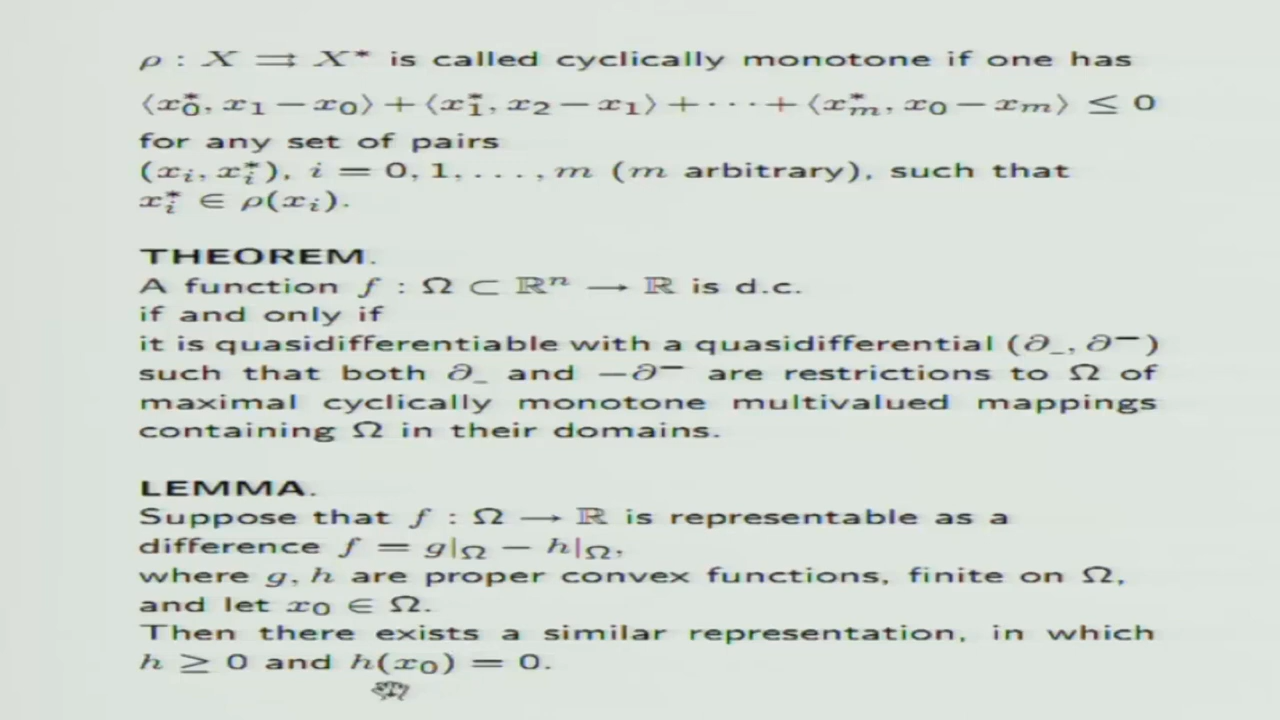 ρ : X ⇉ X* is called cyclically monotone if one has
⟨x₀*, x₁ − x₀⟩ + ⟨x₁*, x₂ − x₁⟩ + · · · + ⟨xₘ*, x₀ − xₘ⟩ ≤ 0
for any set of pairs
(xᵢ, xᵢ*), i = 0, 1, . . . , m (m arbitrary), such that
xᵢ* ∈ ρ(xᵢ).
THEOREM.
A function f : Ω ⊂ ℝⁿ → ℝ is d.c.
if and only if
it is quasidifferentiable with a quasidifferential (∂₋, ∂⁻)
such that both ∂₋ and −∂⁻ are restrictions to Ω of
maximal cyclically monotone multivalued mappings
containing Ω in their domains.
LEMMA.
Suppose that f : Ω → ℝ is representable as a
difference f = g|Ω − h|Ω,
where g, h are proper convex functions, finite on Ω,
and let x₀ ∈ Ω.
Then there exists a similar representation, in which
h ≥ 0 and h(x₀) = 0.